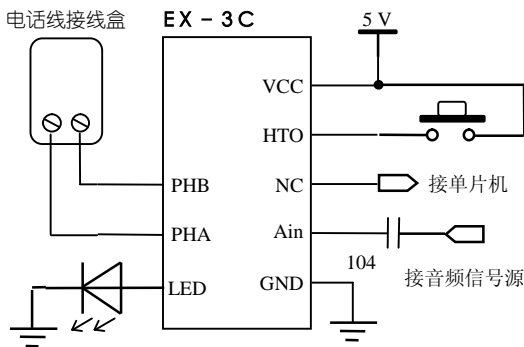 电话线接线盒
EX-3C
5 V
VCC
HTO
PHB
NC
接单片机
PHA
Ain
104
接音频信号源
LED
GND